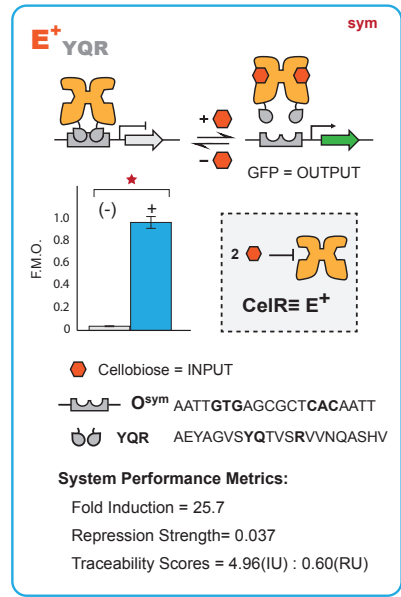 sym
E+ YQR
+
−
GFP = OUTPUT
★
(-) +
F.M.O.
1.0
0.8
0.6
0.4
0.2
0
2
CelR≡ E+
Cellobiose = INPUT
Osym AATTGTGAGCGCTCACAATT
YQR AEYAGVSYQTVSRVVNQASHV
System Performance Metrics:
Fold Induction = 25.7
Repression Strength= 0.037
Traceability Scores = 4.96(IU) : 0.60(RU)